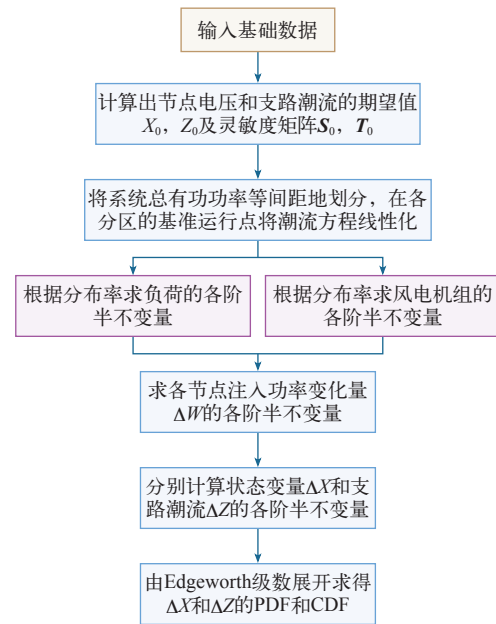 输入基础数据
计算出节点电压和支路潮流的期望值
X₀，Z₀及灵敏度矩阵S₀，T₀
将系统总有功功率等间距地划分，在各
分区的基准运行点将潮流方程线性化
根据分布率求负荷的各阶
半不变量
根据分布率求风电机组的
各阶半不变量
求各节点注入功率变化量
ΔW的各阶半不变量
分别计算状态变量ΔX和支
路潮流ΔZ的各阶半不变量
由Edgeworth级数展开求得
ΔX和ΔZ的PDF和CDF